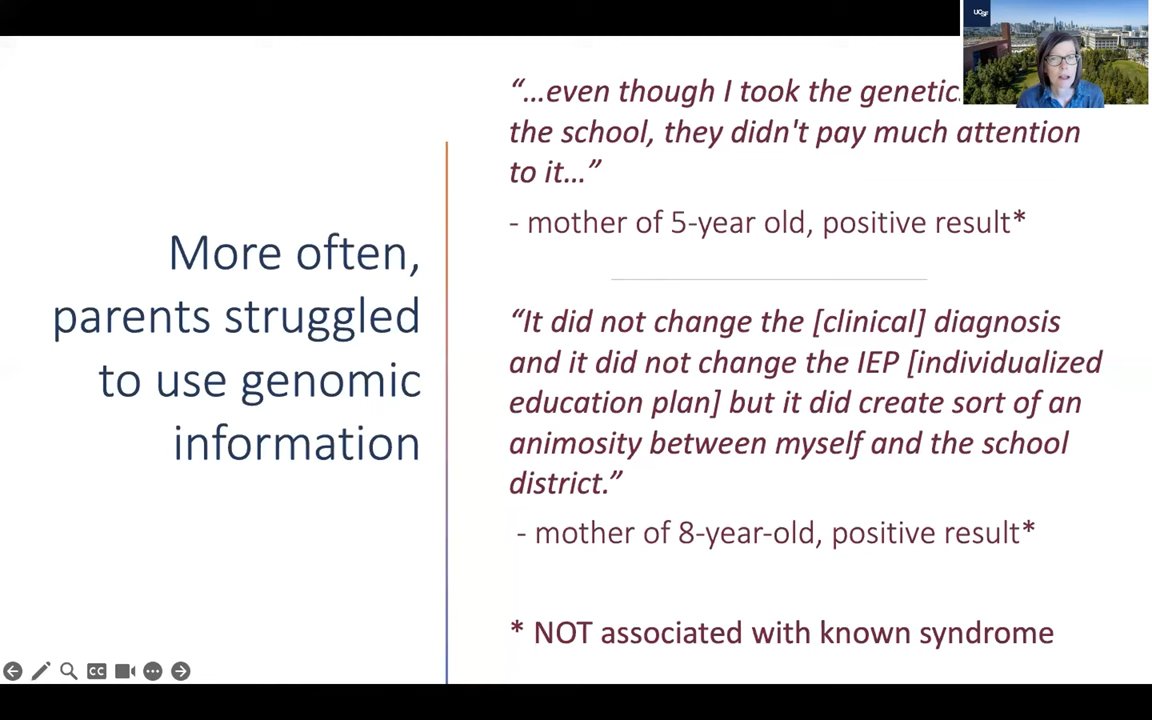 More often,
parents struggled
to use genomic
information
“…even though I took the genetic
the school, they didn't pay much attention
to it…”
- mother of 5-year old, positive result*
“It did not change the [clinical] diagnosis
and it did not change the IEP [individualized
education plan] but it did create sort of an
animosity between myself and the school
district.”
- mother of 8-year-old, positive result*
* NOT associated with known syndrome
UCSF
CC